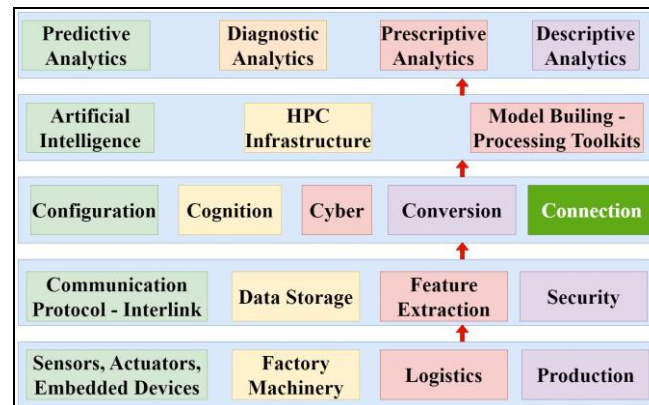 Predictive
Analytics
Diagnostic
Analytics
Prescriptive
Analytics
Descriptive
Analytics
Artificial
Intelligence
HPC
Infrastructure
Model Builing -
Processing Toolkits
Configuration
Cognition
Cyber
Conversion
Connection
Communication
Protocol - Interlink
Data Storage
Feature
Extraction
Security
Sensors, Actuators,
Embedded Devices
Factory
Machinery
Logistics
Production